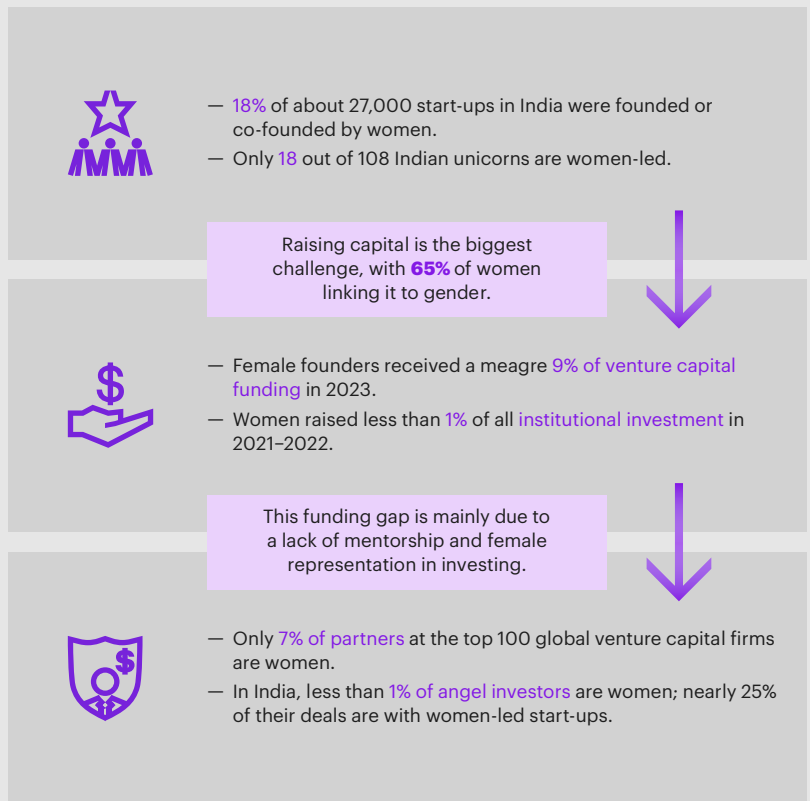 — 18% of about 27,000 start-ups in India were founded or
co-founded by women.
— Only 18 out of 108 Indian unicorns are women-led.
Raising capital is the biggest
challenge, with 65% of women
linking it to gender.
— Female founders received a meagre 9% of venture capital
funding in 2023.
— Women raised less than 1% of all institutional investment in
2021–2022.
This funding gap is mainly due to
a lack of mentorship and female
representation in investing.
— Only 7% of partners at the top 100 global venture capital firms
are women.
— In India, less than 1% of angel investors are women; nearly 25%
of their deals are with women-led start-ups.
$
$